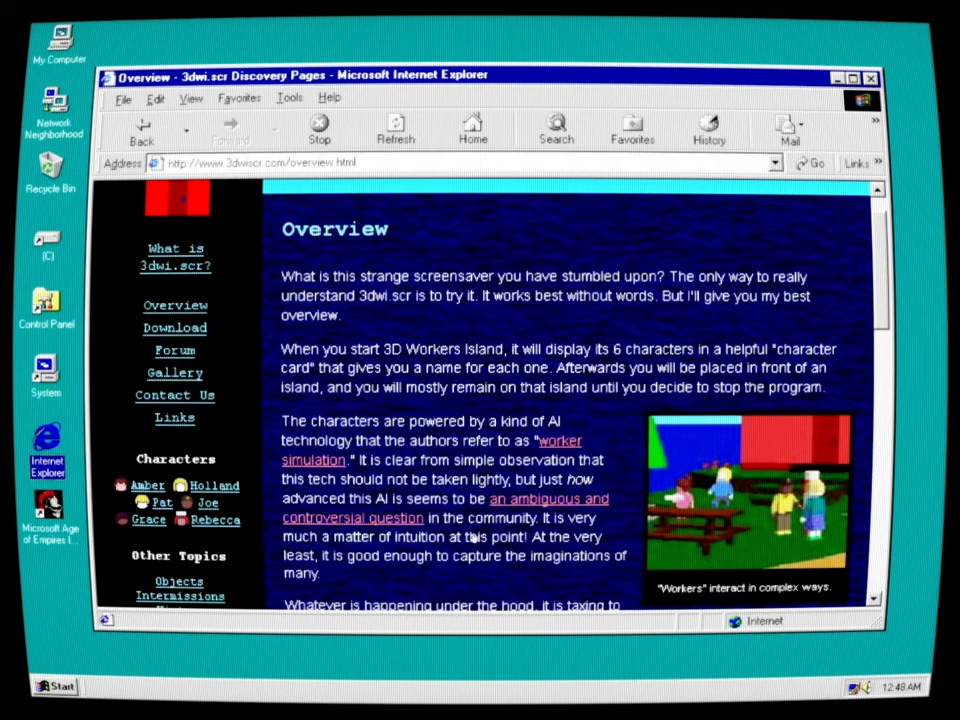 My Computer
Network
Neighborhood
Recycle Bin
(C)
Control Panel
System
Internet
Explorer
Microsoft Age
of Empires I...
Overview - 3dwi.scr Discovery Pages - Microsoft Internet Explorer
File Edit View Favorites Tools Help
Back Forward Stop Refresh Home Search Favorites History Mail »
Address http://www.3dwiscr.com/overview.html Go Links »
What is
3dwi.scr?
Overview
Download
Forum
Gallery
Contact Us
Links
Characters
Amber Holland
Pat Joe
Grace Rebecca
Other Topics
Objects
Intermissions
Overview
What is this strange screensaver you have stumbled upon? The only way to really
understand 3dwi.scr is to try it. It works best without words. But I'll give you my best
overview.
When you start 3D Workers Island, it will display its 6 characters in a helpful "character
card" that gives you a name for each one. Afterwards you will be placed in front of an
island, and you will mostly remain on that island until you decide to stop the program.
The characters are powered by a kind of AI
technology that the authors refer to as "worker
simulation." It is clear from simple observation that
this tech should not be taken lightly, but just how
advanced this AI is seems to be an ambiguous and
controversial question in the community. It is very
much a matter of intuition at this point! At the very
least, it is good enough to capture the imaginations of
many.
Whatever is happening under the hood, it is taxing to
"Workers" interact in complex ways.
Internet
Start
12:48 AM